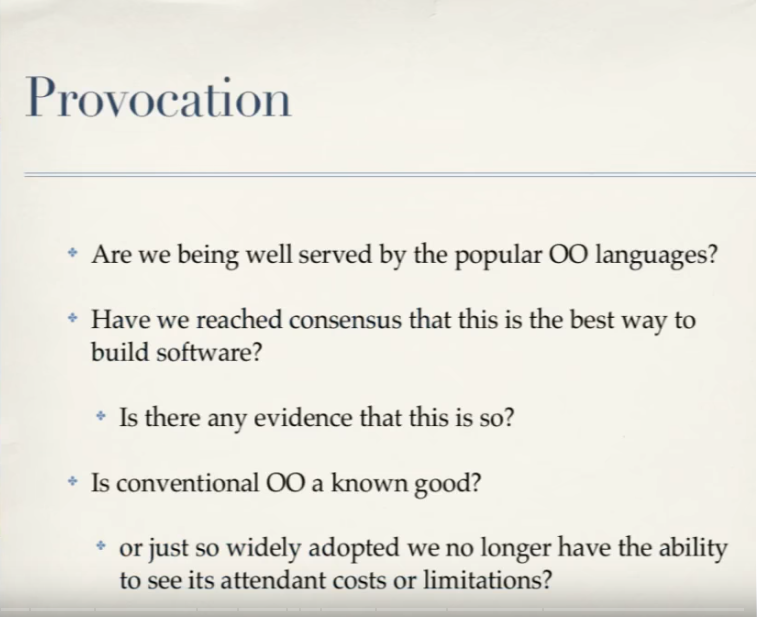 Provocation
Are we being well served by the popular OO languages?
Have we reached consensus that this is the best way to
build software?
Is there any evidence that this is so?
Is conventional OO a known good?
or just so widely adopted we no longer have the ability
to see its attendant costs or limitations?